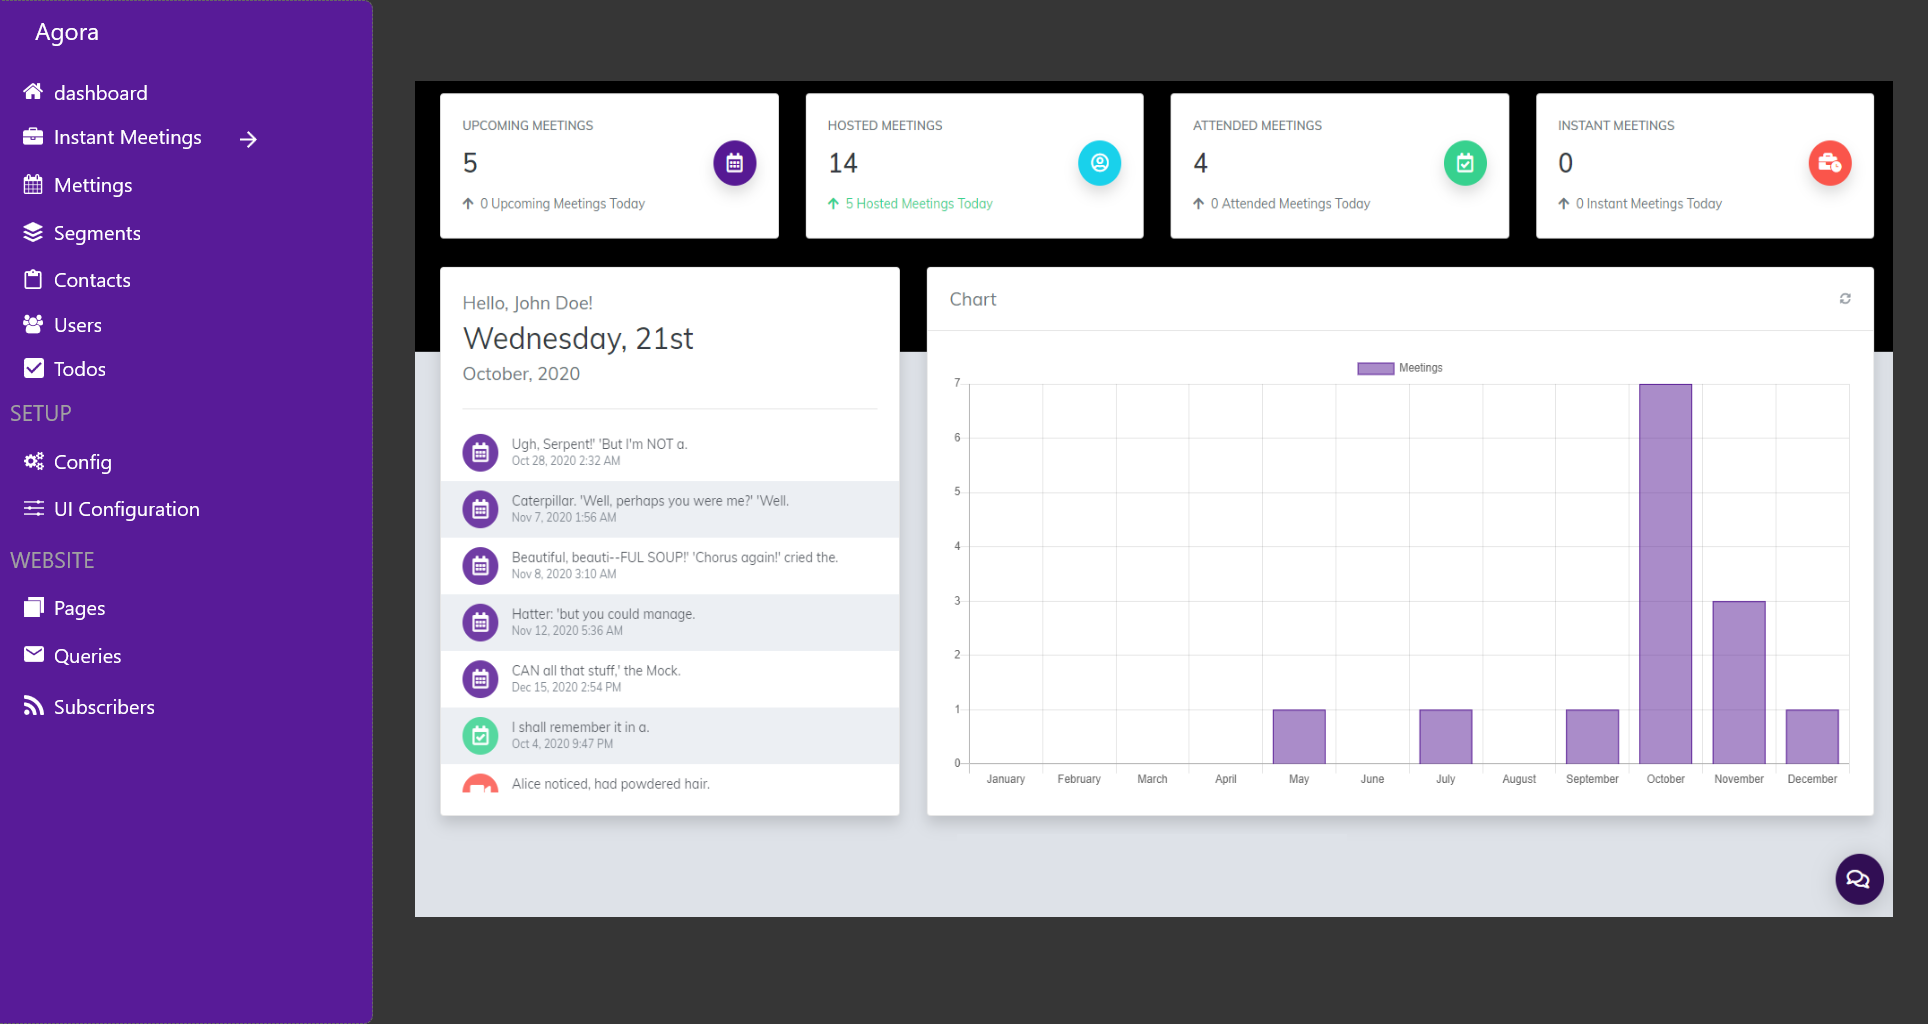 Agora
dashboard
Instant Meetings
Mettings
Segments
Contacts
Users
Todos
SETUP
Config
UI Configuration
WEBSITE
Pages
Queries
Subscribers
UPCOMING MEETINGS
5
0 Upcoming Meetings Today
HOSTED MEETINGS
14
5 Hosted Meetings Today
ATTENDED MEETINGS
4
0 Attended Meetings Today
INSTANT MEETINGS
0
0 Instant Meetings Today
Hello, John Doe!
Wednesday, 21st
October, 2020
Ugh, Serpent!' 'But I'm NOT a.
Oct 28, 2020 2:32 AM
Caterpillar. 'Well, perhaps you were me?' 'Well.
Nov 7, 2020 1:56 AM
Beautiful, beauti--FUL SOUP!' 'Chorus again!' cried the.
Nov 8, 2020 3:10 AM
Hatter: 'but you could manage.
Nov 12, 2020 5:36 AM
CAN all that stuff,' the Mock.
Dec 15, 2020 2:54 PM
I shall remember it in a.
Oct 4, 2020 9:47 PM
Alice noticed, had powdered hair.
Chart
Meetings
7
6
5
4
3
2
1
0
January February March April May June July August September October November December